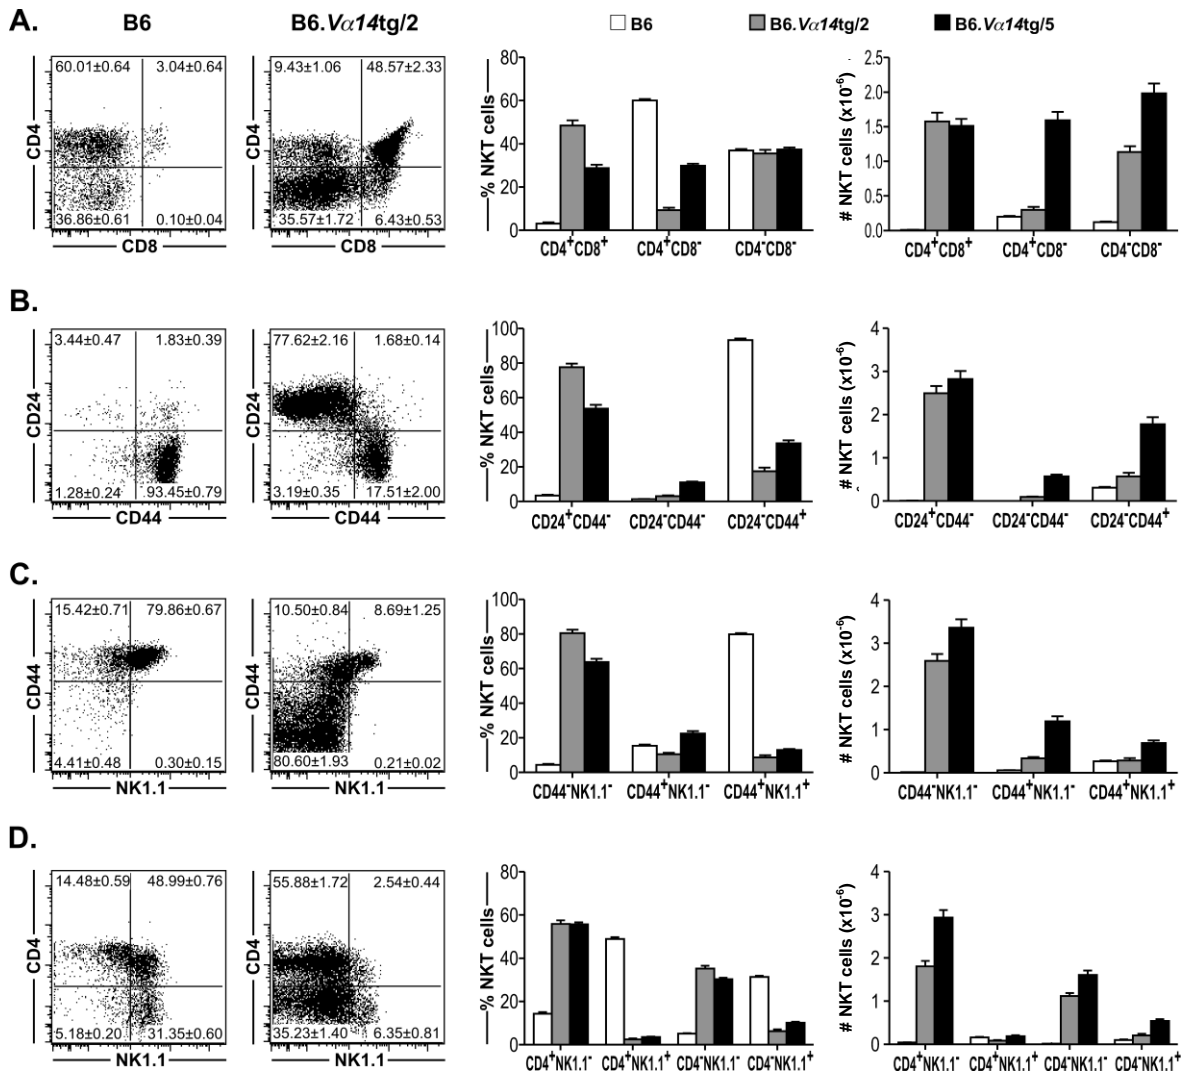 A.
B6
B6.Vα14tg/2
B6
B6.Vα14tg/2
B6.Vα14tg/5
60.01±0.64
3.04±0.64
36.86±0.61
0.10±0.04
CD4
CD8
9.43±1.06
48.57±2.33
35.57±1.72
6.43±0.53
CD4
CD8
% NKT cells
80
60
40
20
0
CD4+CD8+
CD4+CD8-
CD4-CD8-
# NKT cells (x10-6)
2.5
2.0
1.5
1.0
0.5
0.0
CD4+CD8+
CD4+CD8-
CD4-CD8-
B.
3.44±0.47
1.83±0.39
1.28±0.24
93.45±0.79
CD24
CD44
77.62±2.16
1.68±0.14
3.19±0.35
17.51±2.00
CD24
CD44
% NKT cells
100
80
60
40
20
0
CD24+CD44-
CD24-CD44-
CD24-CD44+
# NKT cells (x10-6)
4
3
2
1
0
CD24+CD44-
CD24-CD44-
CD24-CD44+
C.
15.42±0.71
79.86±0.67
4.41±0.48
0.30±0.15
CD44
NK1.1
10.50±0.84
8.69±1.25
80.60±1.93
0.21±0.02
CD44
NK1.1
% NKT cells
100
80
60
40
20
0
CD44-NK1.1-
CD44+NK1.1-
CD44+NK1.1+
# NKT cells (x10-6)
4
3
2
1
0
CD44-NK1.1-
CD44+NK1.1-
CD44+NK1.1+
D.
14.48±0.59
48.99±0.76
5.18±0.20
31.35±0.60
CD4
NK1.1
55.88±1.72
2.54±0.44
35.23±1.40
6.35±0.81
CD4
NK1.1
% NKT cells
80
60
40
20
0
CD4+NK1.1-
CD4+NK1.1+
CD4-NK1.1-
CD4-NK1.1+
# NKT cells (x10-6)
4
3
2
1
0
CD4+NK1.1-
CD4+NK1.1+
CD4-NK1.1-
CD4-NK1.1+